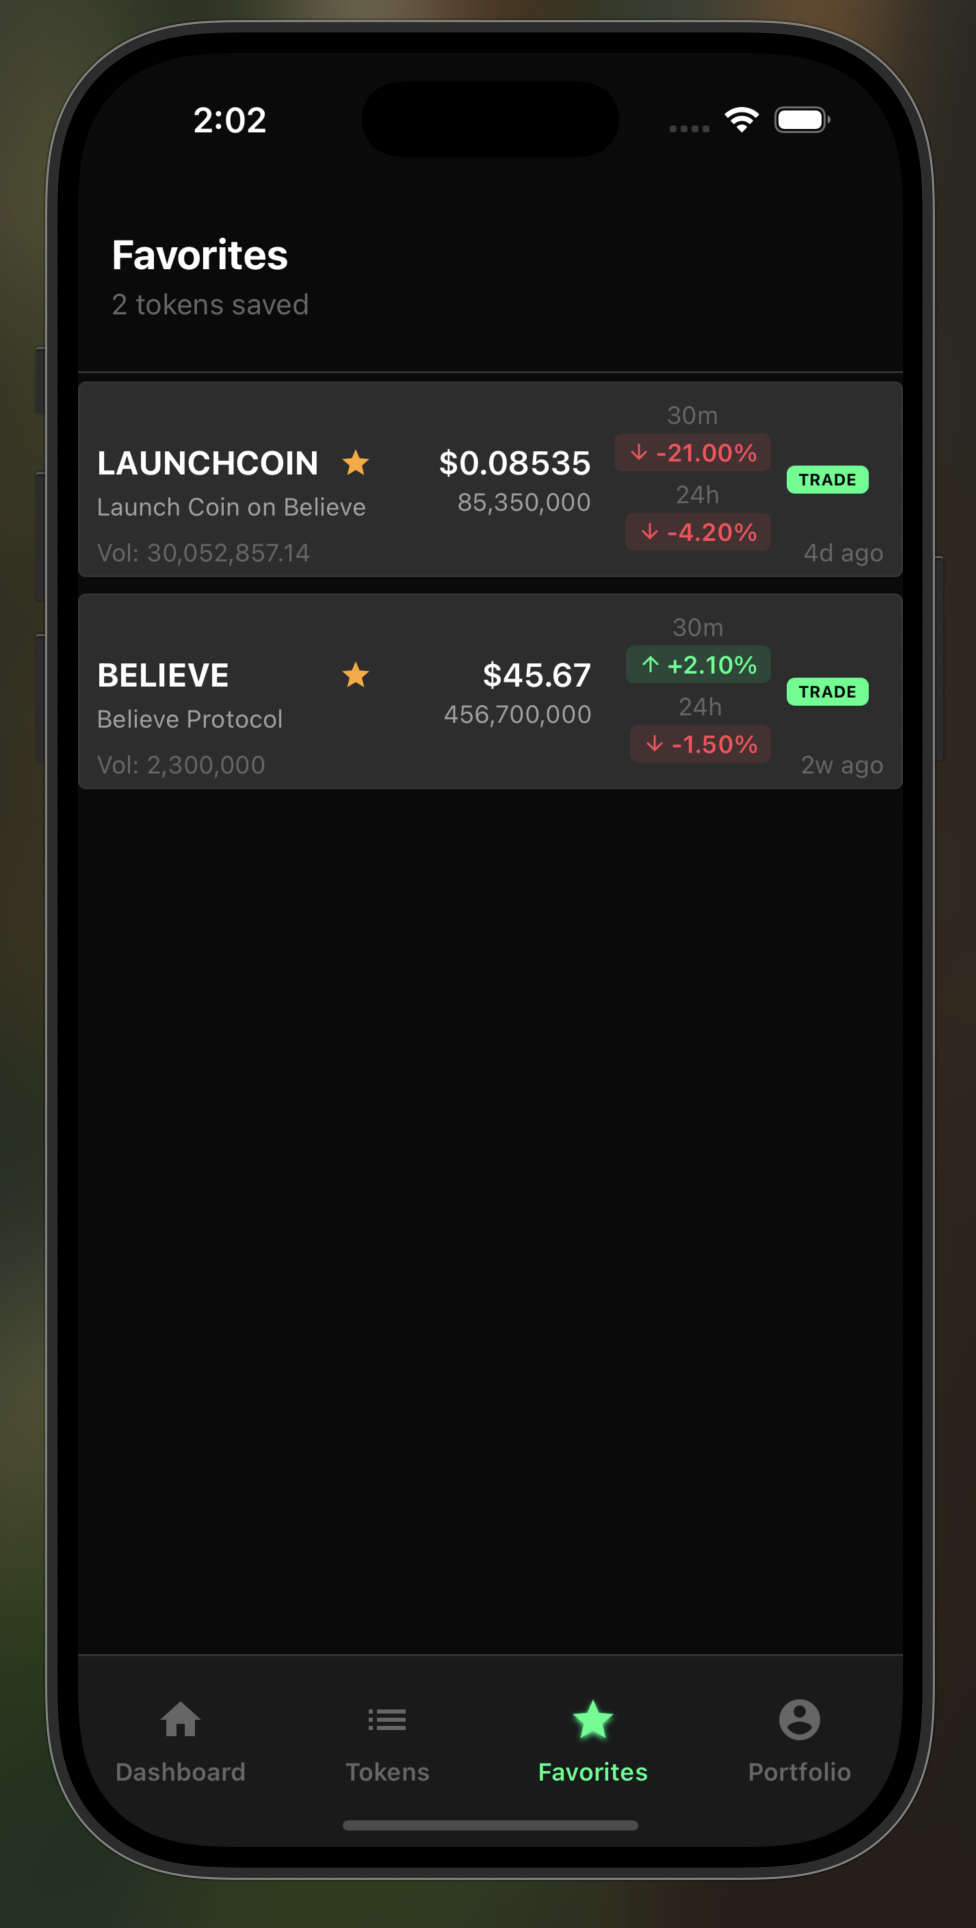 2:02
Favorites
2 tokens saved
30m
LAUNCHCOIN $0.08535 ↓ -21.00% TRADE
Launch Coin on Believe 85,350,000 24h
↓ -4.20%
Vol: 30,052,857.14 4d ago
30m
BELIEVE $45.67 ↑ +2.10% TRADE
Believe Protocol 456,700,000 24h
↓ -1.50%
Vol: 2,300,000 2w ago
Dashboard Tokens Favorites Portfolio